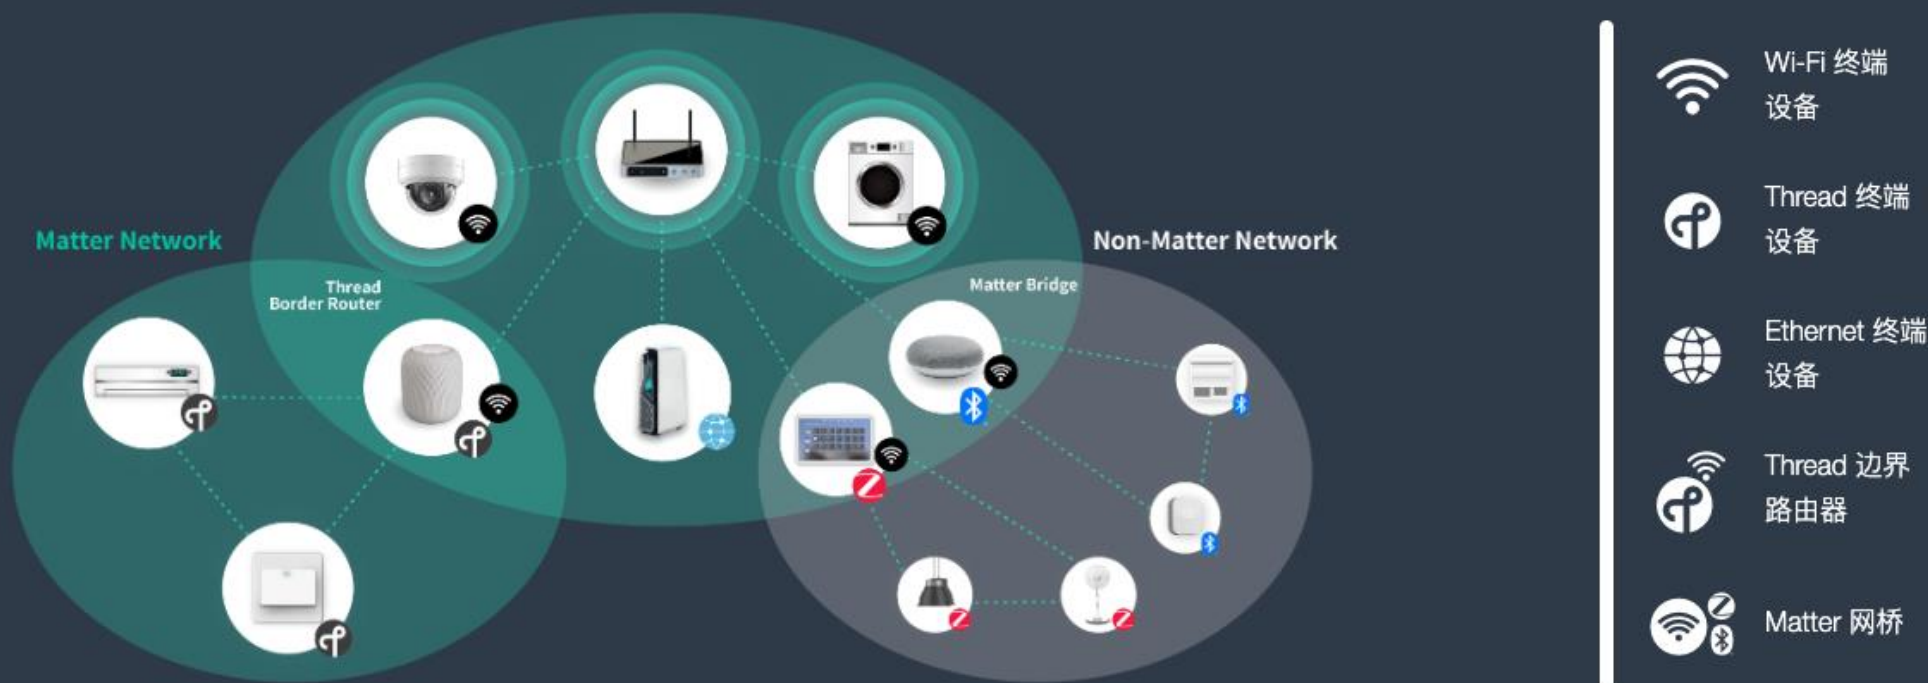 Matter Network
Thread
Border Router
Non-Matter Network
Matter Bridge
Wi-Fi 终端
设备
Thread 终端
设备
Ethernet 终端
设备
Thread 边界
路由器
Matter 网桥